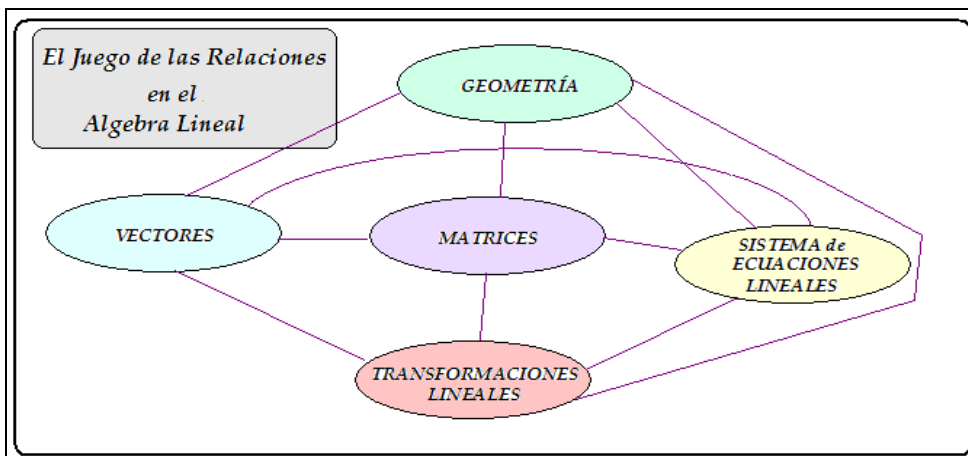 El Juego de las Relaciones
en el
Algebra Lineal
GEOMETRÍA
VECTORES
MATRICES
SISTEMA de
ECUACIONES
LINEALES
TRANSFORMACIONES
LINEALES